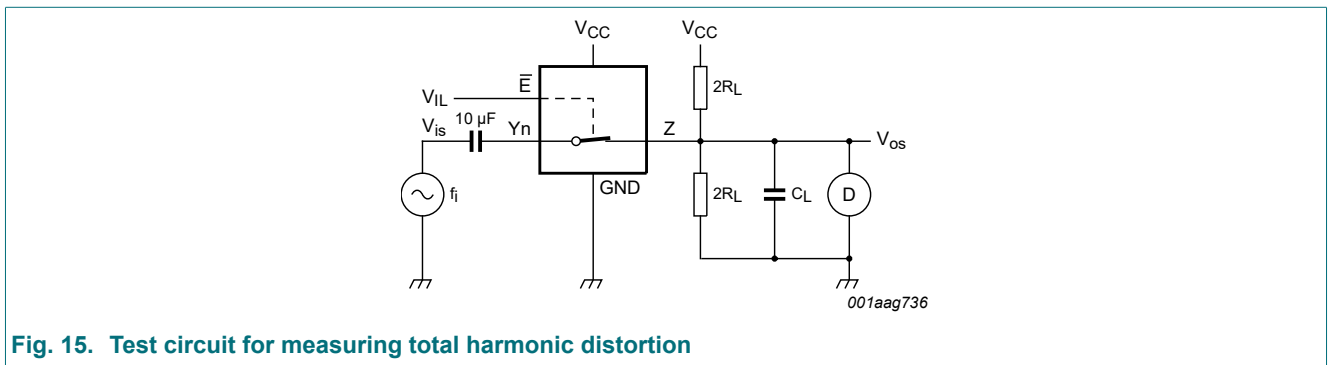 VCC VCC
E̅
2RL
VIL
Vis 10 µF Yn Z
Vos
GND
fi 2RL CL D
001aag736
Fig. 15. Test circuit for measuring total harmonic distortion